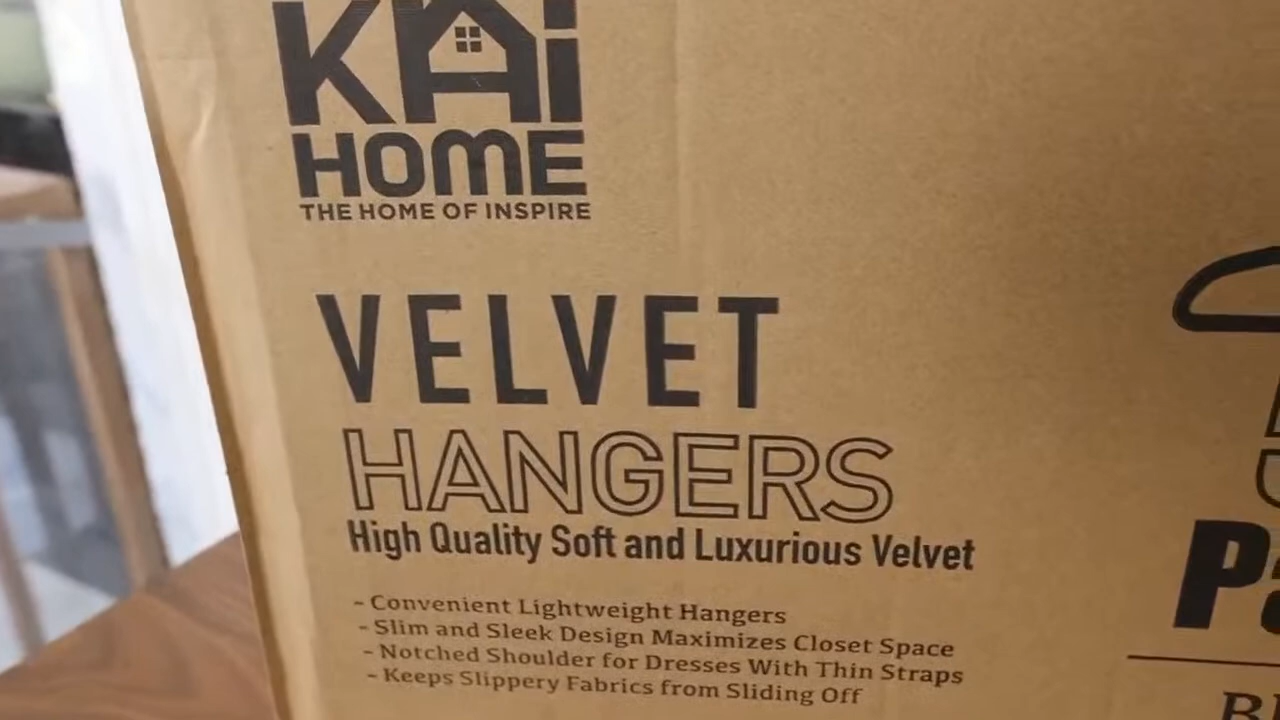 KAi
HOME
THE HOME OF INSPIRE
VELVET
HANGERS
High Quality Soft and Luxurious Velvet
- Convenient Lightweight Hangers
- Slim and Sleek Design Maximizes Closet Space
- Notched Shoulder for Dresses With Thin Straps
- Keeps Slippery Fabrics from Sliding Off